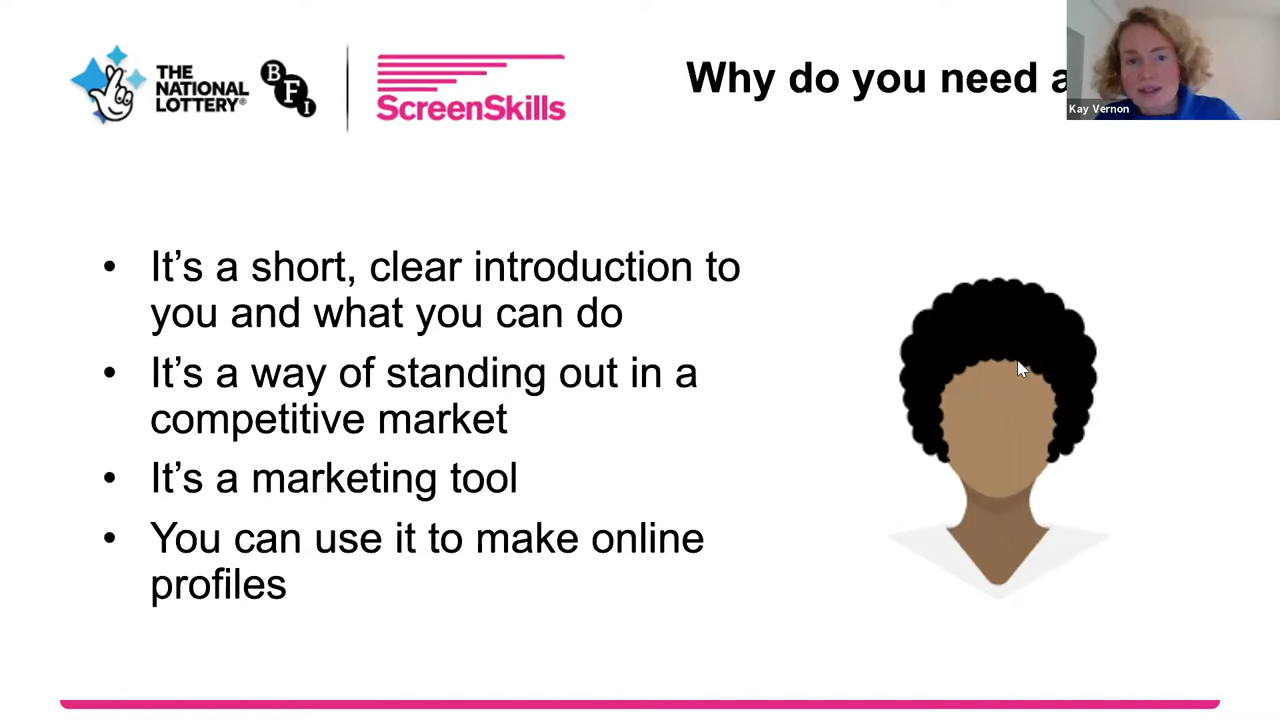 THE
NATIONAL
LOTTERY®
BFI
ScreenSkills
Why do you need a
Kay Vernon
• It’s a short, clear introduction to
you and what you can do
• It’s a way of standing out in a
competitive market
• It’s a marketing tool
• You can use it to make online
profiles